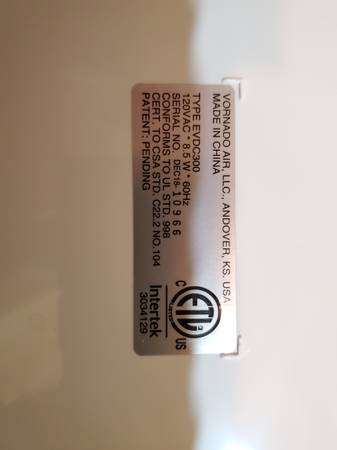 VORNADO AIR, LLC., ANDOVER, KS. USA
MADE IN CHINA
TYPE EVDC300
120VAC * 8.5 W * 60Hz
SERIAL NO. DEC18-10966
CONFORMS TO UL STD. 998
CERT. TO CSA STD. C22.2 NO.104
PATENT: PENDING
C ETL US
Intertek
3034129